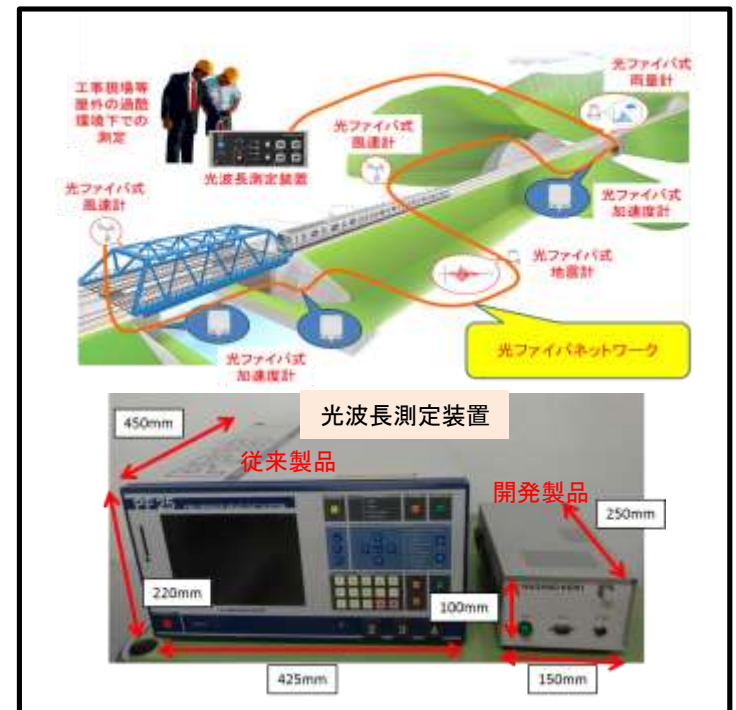 工事現場等
屋外の過酷
環境下での
測定
光波長測定装置
光ファイバ式
風速計
光ファイバ式
雨量計
光ファイバ式
風速計
光ファイバ式
加速度計
光ファイバ式
地震計
光ファイバネットワーク
光ファイバ式
加速度計
光波長測定装置
450mm
従来製品
開発製品
250mm
220mm
100mm
425mm
150mm